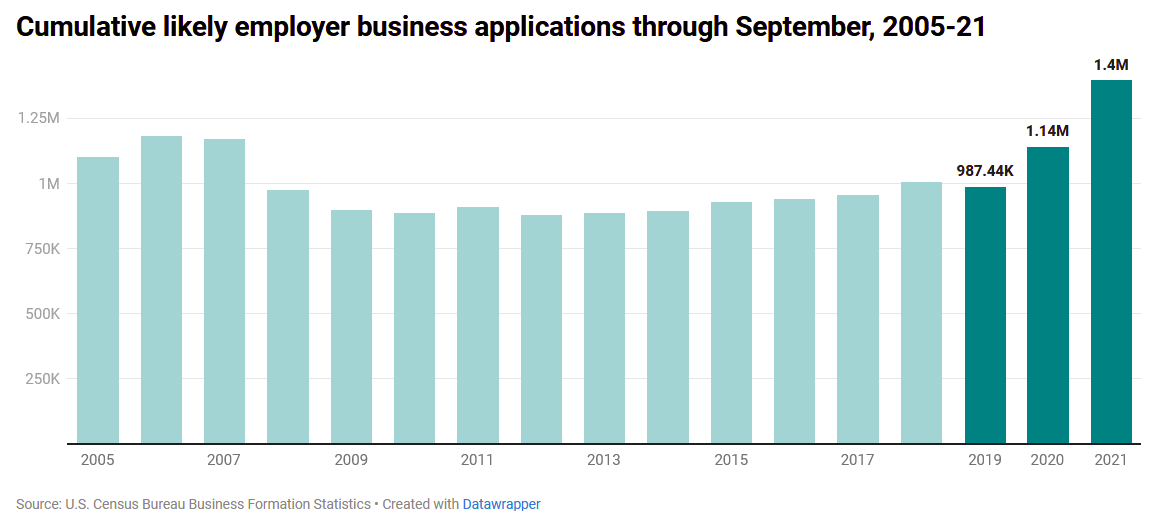 Cumulative likely employer business applications through September, 2005-21
1.4M
1.25M
1.14M
987.44K
1M
750K
500K
250K
2005 2007 2009 2011 2013 2015 2017 2019 2020 2021
Source: U.S. Census Bureau Business Formation Statistics • Created with Datawrapper